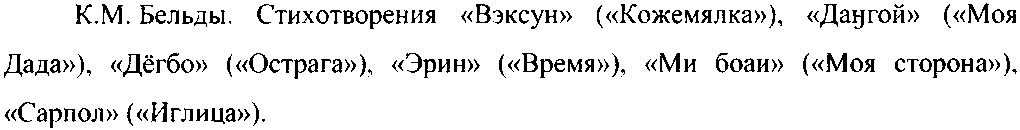 К.М. Бельды. Стихотворения «Вэксун» («Кожемялка»), «Даӈгой» («Моя
Дада»), «Дёгбо» («Острага»), «Эрин» («Время»), «Ми боаи» («Моя сторона»),
«Сарпол» («Иглица»).